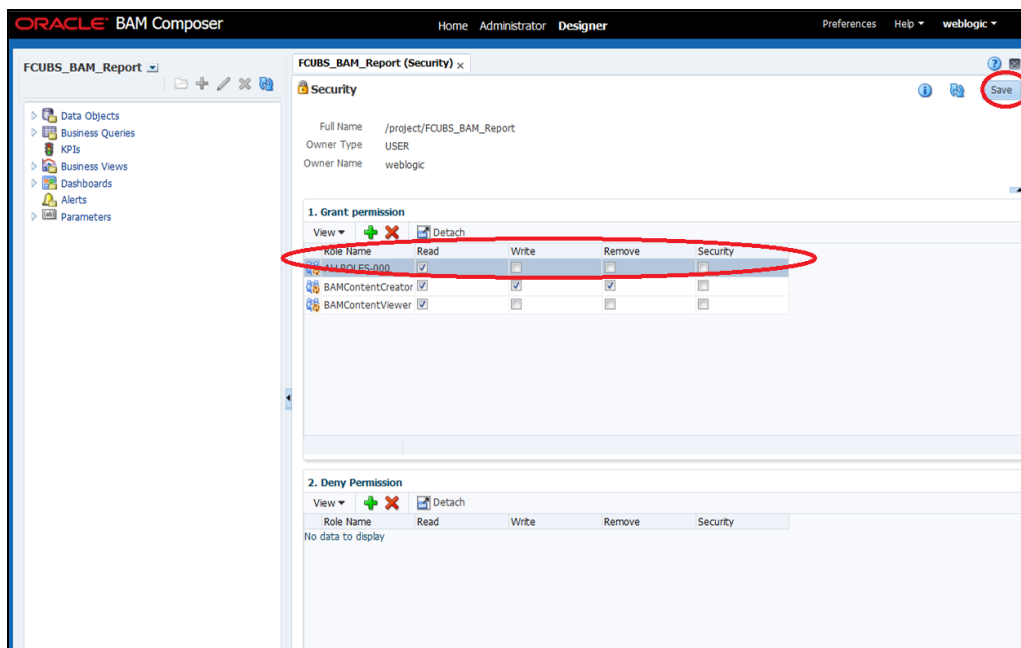 ORACLE BAM Composer Home Administrator Designer Preferences Help weblogic
FCUBS_BAM_Report
Data Objects
Business Queries
KPIs
Business Views
Dashboards
Alerts
Parameters
FCUBS_BAM_Report (Security) x
Security Save
Full Name /project/FCUBS_BAM_Report
Owner Type USER
Owner Name weblogic
1. Grant permission
View Detach
Role Name Read Write Remove Security
ALLROLES-000
BAMContentCreator
BAMContentViewer
2. Deny Permission
View Detach
Role Name Read Write Remove Security
No data to display